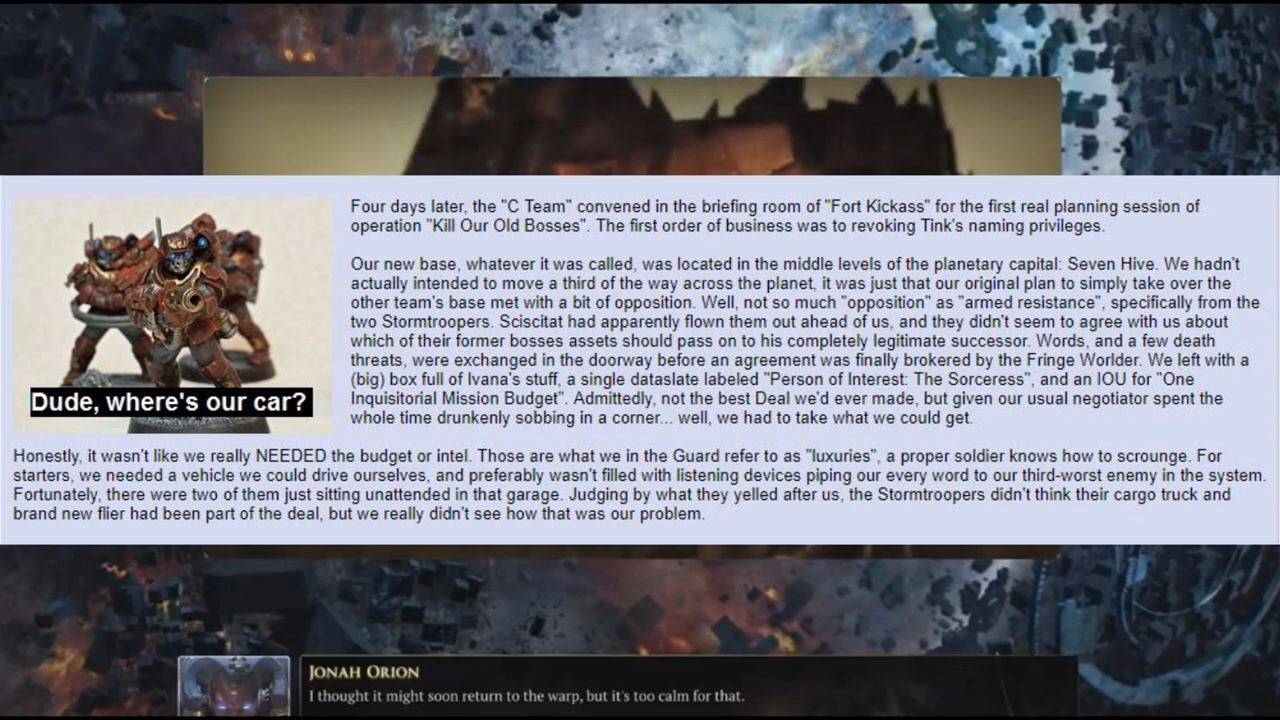 Four days later, the "C Team" convened in the briefing room of "Fort Kickass" for the first real planning session of
operation "Kill Our Old Bosses". The first order of business was to revoking Tink's naming privileges.
Our new base, whatever it was called, was located in the middle levels of the planetary capital: Seven Hive. We hadn't
actually intended to move a third of the way across the planet, it was just that our original plan to simply take over the
other team's base met with a bit of opposition. Well, not so much "opposition" as "armed resistance", specifically from the
two Stormtroopers. Sciscitat had apparently flown them out ahead of us, and they didn't seem to agree with us about
which of their former bosses assets should pass on to his completely legitimate successor. Words, and a few death
threats, were exchanged in the doorway before an agreement was finally brokered by the Fringe Worlder. We left with a
(big) box full of Ivana's stuff, a single dataslate labeled "Person of Interest: The Sorceress", and an IOU for "One
Inquisitorial Mission Budget". Admittedly, not the best Deal we'd ever made, but given our usual negotiator spent the
whole time drunkenly sobbing in a corner... well, we had to take what we could get.
Dude, where's our car?
Honestly, it wasn't like we really NEEDED the budget or intel. Those are what we in the Guard refer to as "luxuries", a proper soldier knows how to scrounge. For
starters, we needed a vehicle we could drive ourselves, and preferably wasn't filled with listening devices piping our every word to our third-worst enemy in the system.
Fortunately, there were two of them just sitting unattended in that garage. Judging by what they yelled after us, the Stormtroopers didn't think their cargo truck and
brand new flier had been part of the deal, but we really didn't see how that was our problem.
JONAH ORION
I thought it might soon return to the warp, but it's too calm for that.